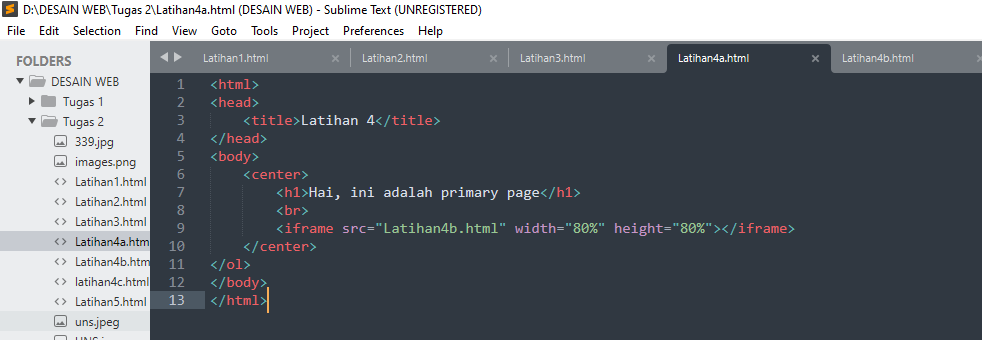 D:\DESAIN WEB\Tugas 2\Latihan4a.html (DESAIN WEB) - Sublime Text (UNREGISTERED)
File Edit Selection Find View Goto Tools Project Preferences Help
FOLDERS
DESAIN WEB
Tugas 1
Tugas 2
339.jpg
images.png
Latihan1.html
Latihan2.html
Latihan3.html
Latihan4a.htm
Latihan4b.htm
latihan4c.html
Latihan5.html
uns.jpeg
Latihan1.html Latihan2.html Latihan3.html Latihan4a.html Latihan4b.html
1 <html>
2 <head>
3 <title>Latihan 4</title>
4 </head>
5 <body>
6 <center>
7 <h1>Hai, ini adalah primary page</h1>
8 <br>
9 <iframe src="Latihan4b.html" width="80%" height="80%"></iframe>
10 </center>
11 </ol>
12 </body>
13 </html>